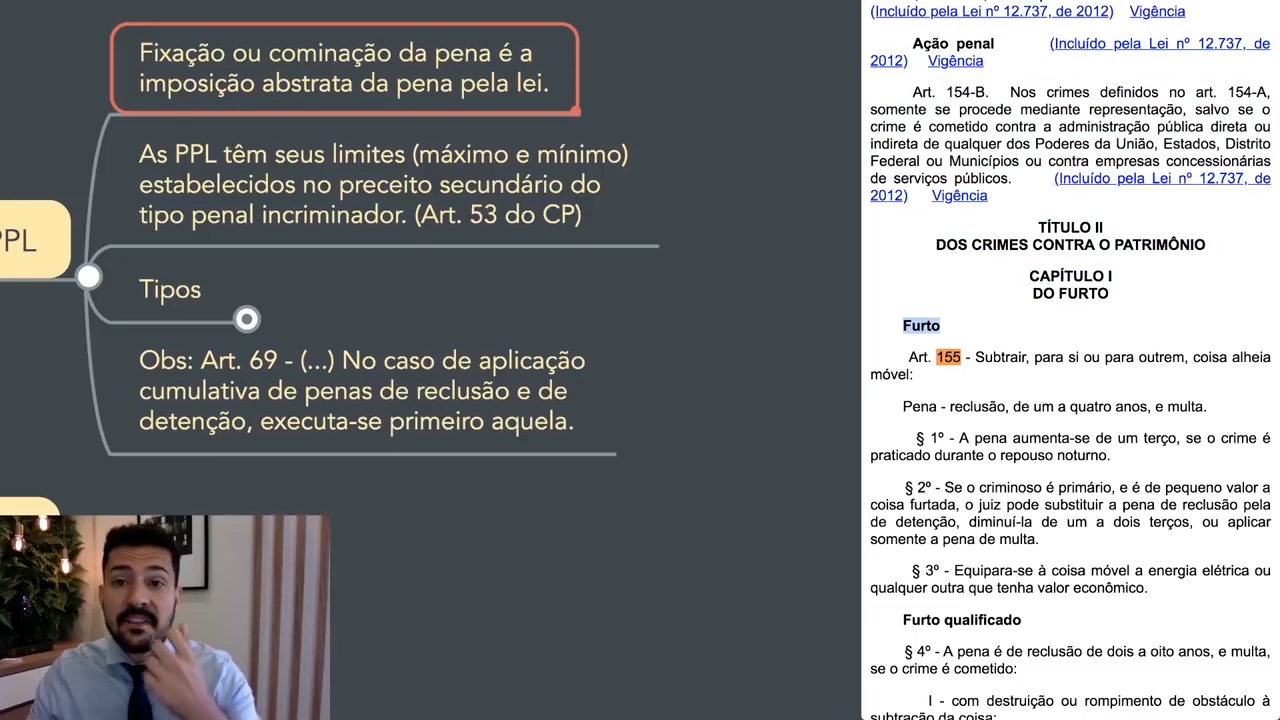 Fixação ou cominação da pena é a
imposição abstrata da pena pela lei.
As PPL têm seus limites (máximo e mínimo)
estabelecidos no preceito secundário do
tipo penal incriminador. (Art. 53 do CP)
PPL
Tipos
Obs: Art. 69 - (...) No caso de aplicação
cumulativa de penas de reclusão e de
detenção, executa-se primeiro aquela.
(Incluído pela Lei nº 12.737, de 2012) Vigência
Ação penal (Incluído pela Lei nº 12.737, de
2012) Vigência
Art. 154-B. Nos crimes definidos no art. 154-A,
somente se procede mediante representação, salvo se o
crime é cometido contra a administração pública direta ou
indireta de qualquer dos Poderes da União, Estados, Distrito
Federal ou Municípios ou contra empresas concessionárias
de serviços públicos. (Incluído pela Lei nº 12.737, de
2012) Vigência
TÍTULO II
DOS CRIMES CONTRA O PATRIMÔNIO
CAPÍTULO I
DO FURTO
Furto
Art. 155 - Subtrair, para si ou para outrem, coisa alheia
móvel:
Pena - reclusão, de um a quatro anos, e multa.
§ 1º - A pena aumenta-se de um terço, se o crime é
praticado durante o repouso noturno.
§ 2º - Se o criminoso é primário, e é de pequeno valor a
coisa furtada, o juiz pode substituir a pena de reclusão pela
de detenção, diminuí-la de um a dois terços, ou aplicar
somente a pena de multa.
§ 3º - Equipara-se à coisa móvel a energia elétrica ou
qualquer outra que tenha valor econômico.
Furto qualificado
§ 4º - A pena é de reclusão de dois a oito anos, e multa,
se o crime é cometido:
I - com destruição ou rompimento de obstáculo à
subtração da coisa;